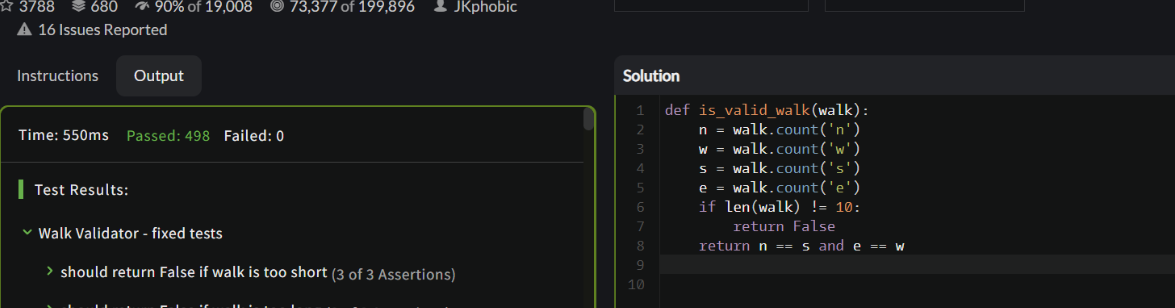 3788 680 90% of 19,008 73,377 of 199,896 JKphobic
16 Issues Reported
Instructions Output
Time: 550ms Passed: 498 Failed: 0
Test Results:
Walk Validator - fixed tests
should return False if walk is too short (3 of 3 Assertions)
Solution
1 def is_valid_walk(walk):
2 n = walk.count('n')
3 w = walk.count('w')
4 s = walk.count('s')
5 e = walk.count('e')
6 if len(walk) != 10:
7 return False
8 return n == s and e == w
9
10